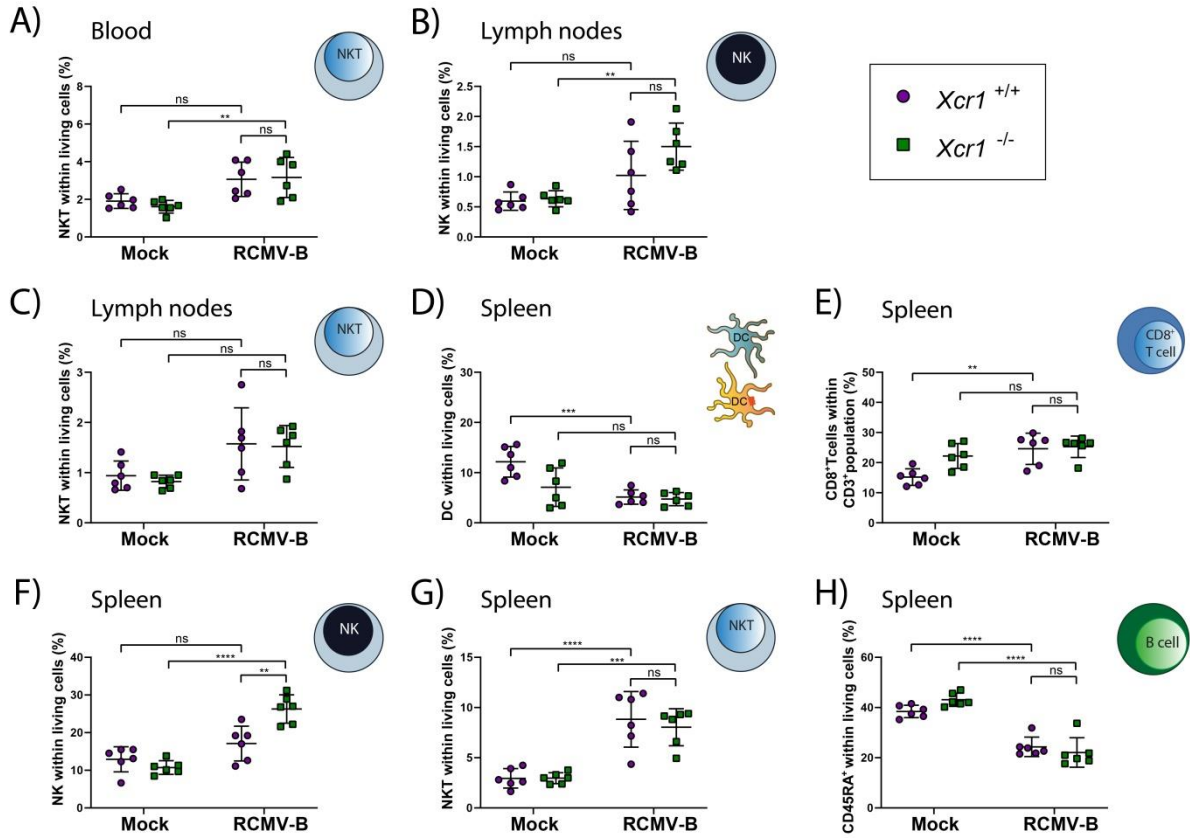 A) Blood
NKT
NKT within living cells (%)
8
6
4
2
0
ns
**
ns
Mock RCMV-B
B) Lymph nodes
NK
NK within living cells (%)
2.5
2.0
1.5
1.0
0.5
0.0
ns
**
ns
Mock RCMV-B
Xcr1 +/+
Xcr1 -/-
C) Lymph nodes
NKT
NKT within living cells (%)
3
2
1
0
ns
ns
ns
Mock RCMV-B
D) Spleen
DC
DC
DC within living cells (%)
30
20
10
0
***
ns
ns
Mock RCMV-B
E) Spleen
CD8+
T cell
CD8+Tcells within
CD3+population (%)
50
40
30
20
10
0
**
ns
ns
Mock RCMV-B
F) Spleen
NK
NK within living cells (%)
50
40
30
20
10
0
ns
****
**
Mock RCMV-B
G) Spleen
NKT
NKT within living cells (%)
20
15
10
5
0
****
***
ns
Mock RCMV-B
H) Spleen
B cell
CD45RA+ within living cells (%)
60
40
20
0
****
****
ns
Mock RCMV-B